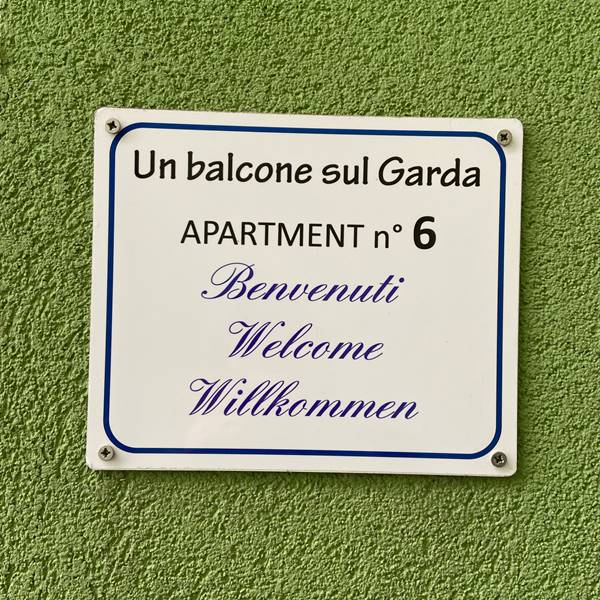 Un balcone sul Garda
APARTMENT n° 6
Benvenuti
Welcome
Willkommen